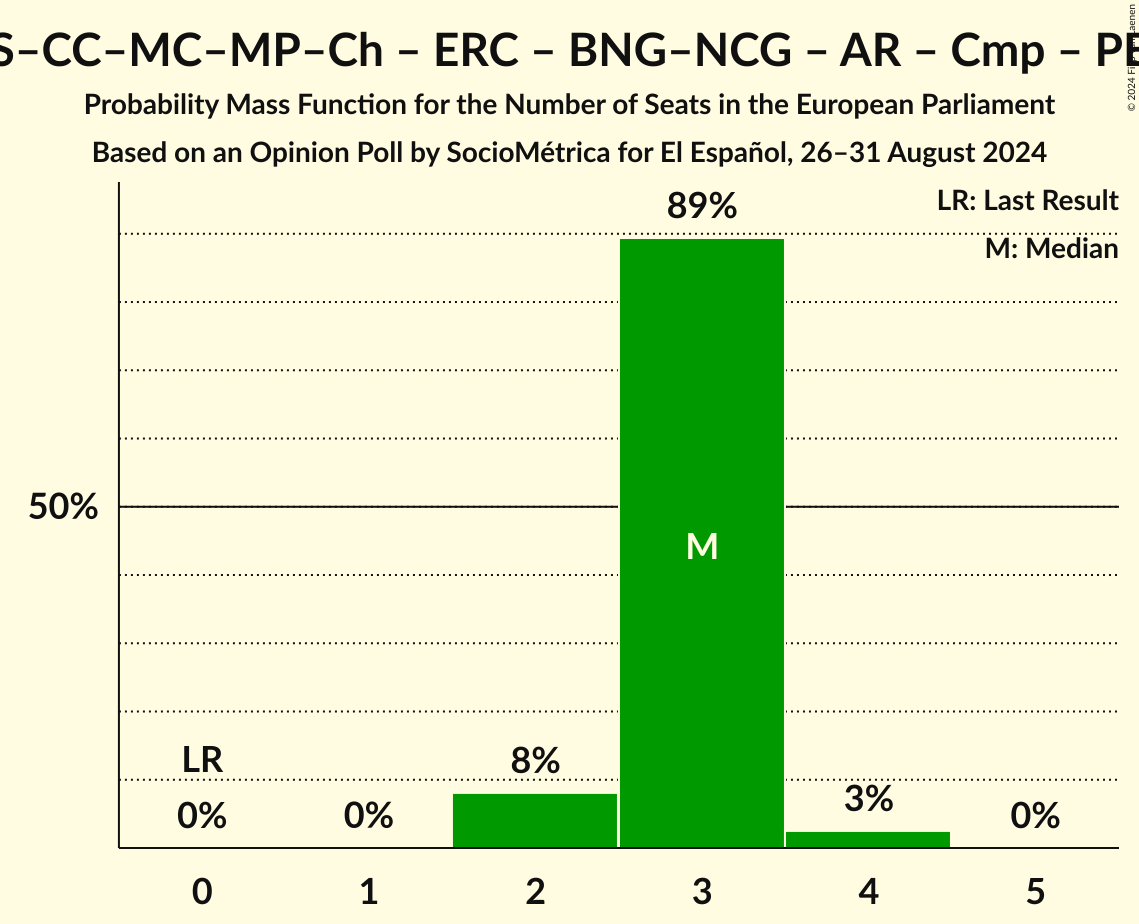 S–CC–MC–MP–Ch – ERC – BNG–NCG – AR – Cmp –
Probability Mass Function for the Number of Seats in the European Parliament
Based on an Opinion Poll by SocioMétrica for El Español, 26–31 August 2024
© 2024
LR: Last Result
M: Median
89%
50%
M
LR
8%
3%
0%
0%
0%
0 1 2 3 4 5